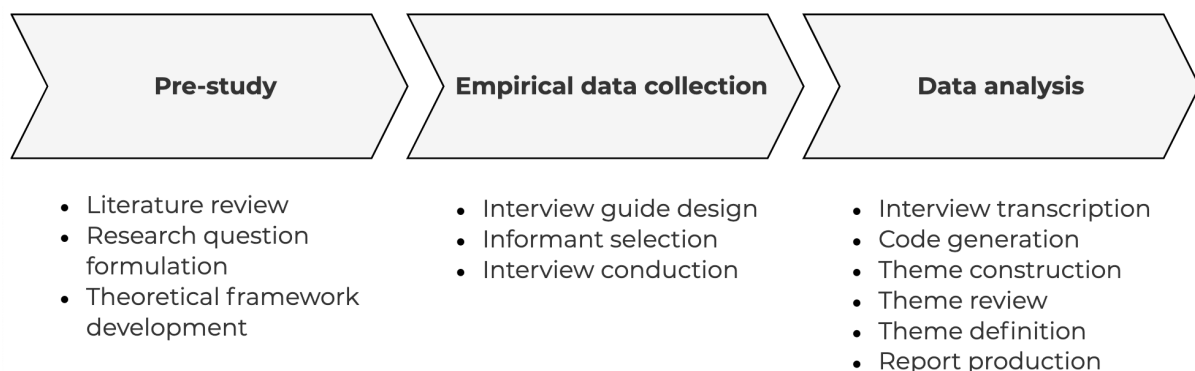 Pre-study
Empirical data collection
Data analysis
• Literature review
• Research question
formulation
• Theoretical framework
development
• Interview guide design
• Informant selection
• Interview conduction
• Interview transcription
• Code generation
• Theme construction
• Theme review
• Theme definition
• Report production